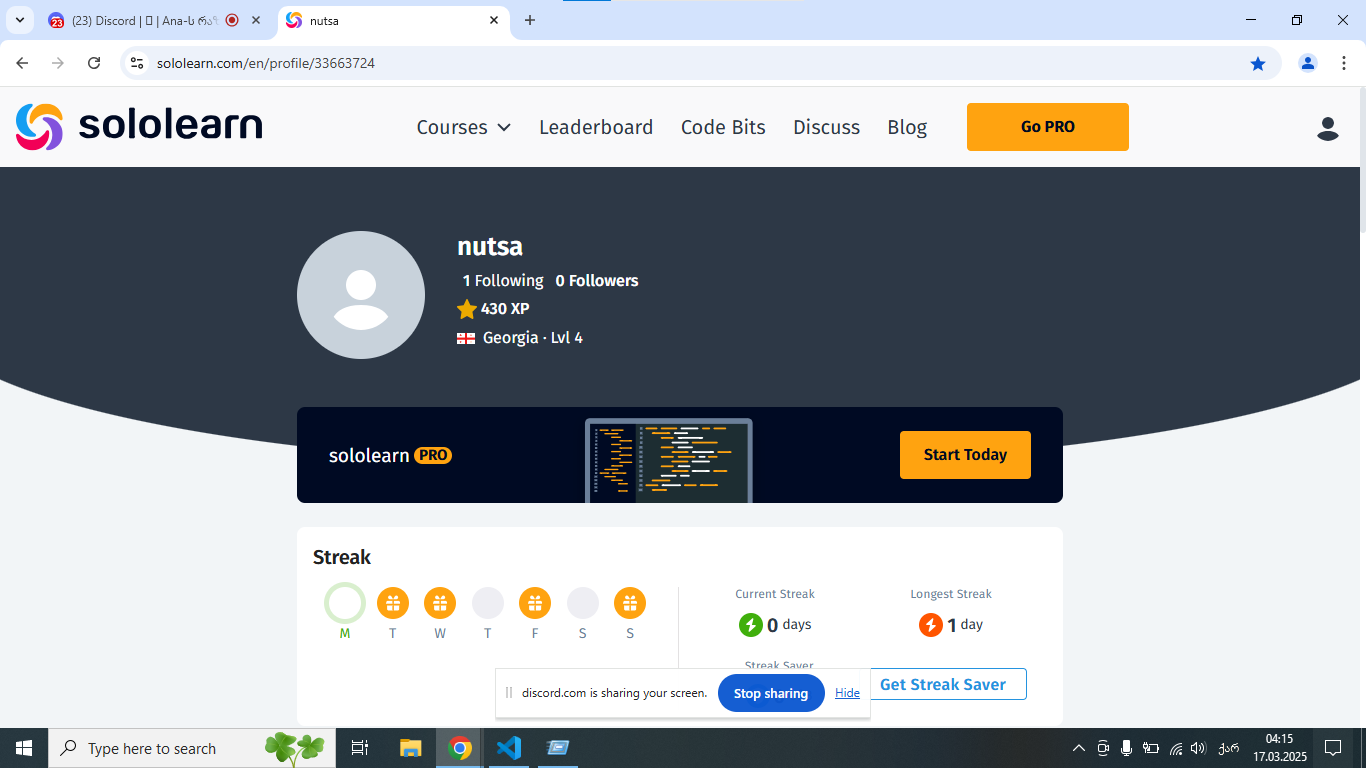 (23) Discord | | Ana-ს რაზ
nutsa
sololearn.com/en/profile/33663724
sololearn
Courses
Leaderboard
Code Bits
Discuss
Blog
Go PRO
nutsa
1 Following 0 Followers
430 XP
Georgia · Lvl 4
sololearn PRO
Start Today
Streak
M T W T F S S
Current Streak
0 days
Longest Streak
1 day
Streak Saver
Get Streak Saver
discord.com is sharing your screen.
Stop sharing
Hide
Type here to search
ქარ
04:15
17.03.2025